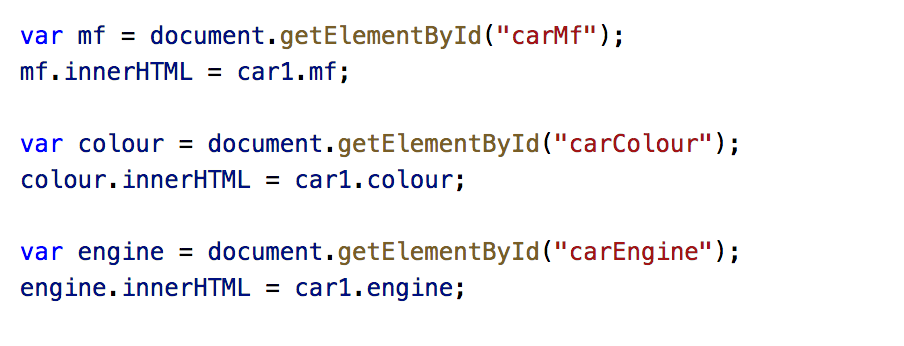 var mf = document.getElementById("carMf");
mf.innerHTML = car1.mf;
var colour = document.getElementById("carColour");
colour.innerHTML = car1.colour;
var engine = document.getElementById("carEngine");
engine.innerHTML = car1.engine;